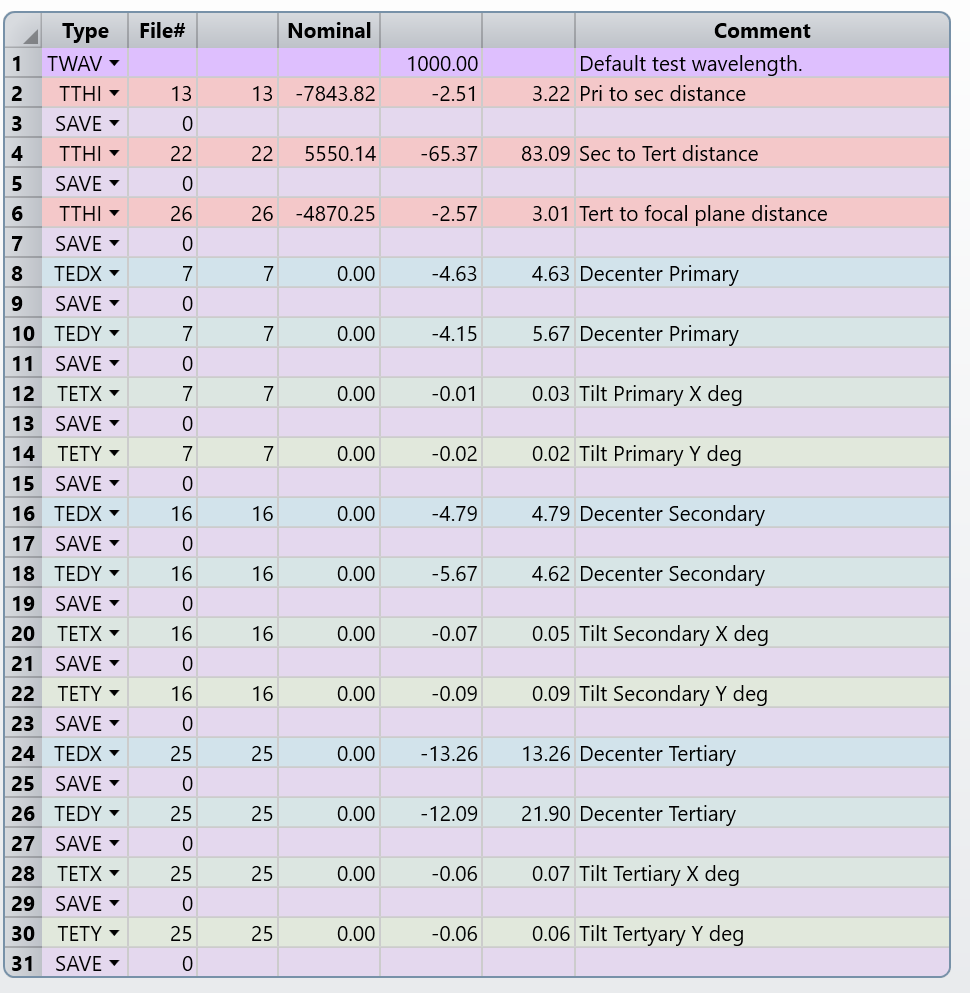 Type File# Nominal Comment
1 TWAV 1000.00 Default test wavelength.
2 TTHI 13 13 -7843.82 -2.51 3.22 Pri to sec distance
3 SAVE 0
4 TTHI 22 22 5550.14 -65.37 83.09 Sec to Tert distance
5 SAVE 0
6 TTHI 26 26 -4870.25 -2.57 3.01 Tert to focal plane distance
7 SAVE 0
8 TEDX 7 7 0.00 -4.63 4.63 Decenter Primary
9 SAVE 0
10 TEDY 7 7 0.00 -4.15 5.67 Decenter Primary
11 SAVE 0
12 TETX 7 7 0.00 -0.01 0.03 Tilt Primary X deg
13 SAVE 0
14 TETY 7 7 0.00 -0.02 0.02 Tilt Primary Y deg
15 SAVE 0
16 TEDX 16 16 0.00 -4.79 4.79 Decenter Secondary
17 SAVE 0
18 TEDY 16 16 0.00 -5.67 4.62 Decenter Secondary
19 SAVE 0
20 TETX 16 16 0.00 -0.07 0.05 Tilt Secondary X deg
21 SAVE 0
22 TETY 16 16 0.00 -0.09 0.09 Tilt Secondary Y deg
23 SAVE 0
24 TEDX 25 25 0.00 -13.26 13.26 Decenter Tertiary
25 SAVE 0
26 TEDY 25 25 0.00 -12.09 21.90 Decenter Tertiary
27 SAVE 0
28 TETX 25 25 0.00 -0.06 0.07 Tilt Tertiary X deg
29 SAVE 0
30 TETY 25 25 0.00 -0.06 0.06 Tilt Tertyary Y deg
31 SAVE 0